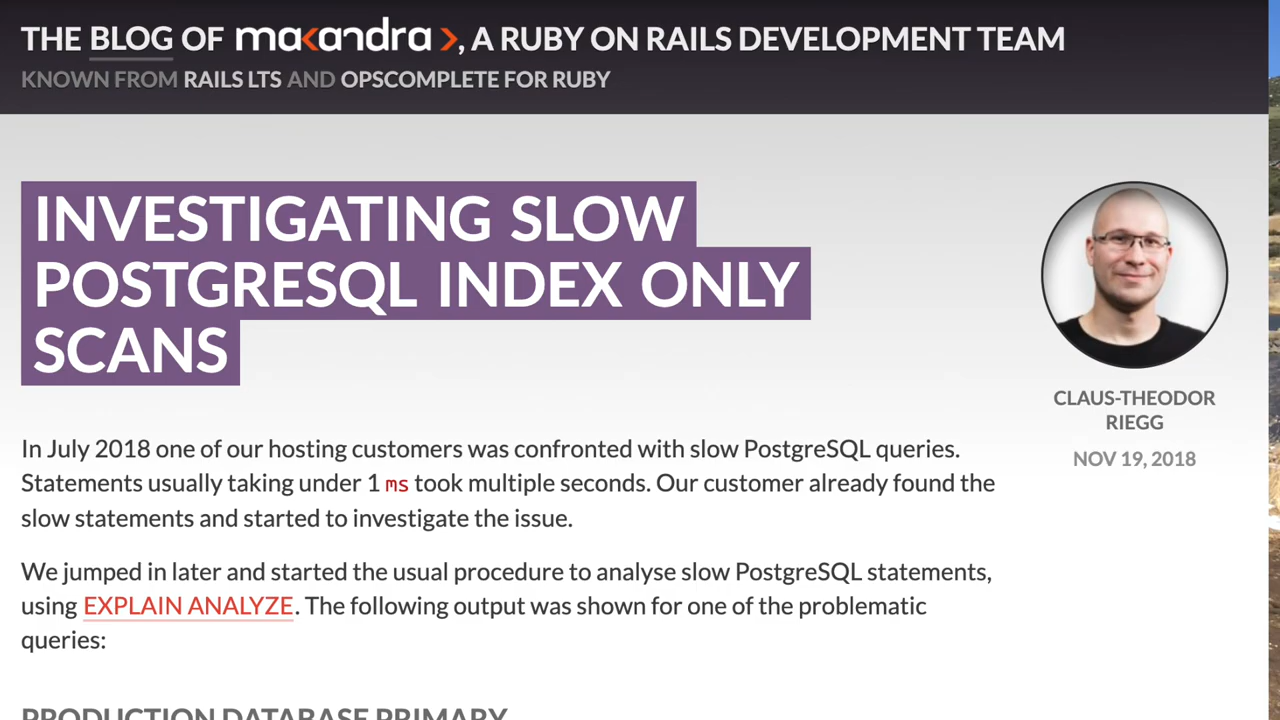 THE BLOG OF makandra, A RUBY ON RAILS DEVELOPMENT TEAM
KNOWN FROM RAILS LTS AND OPSCOMPLETE FOR RUBY
INVESTIGATING SLOW
POSTGRESQL INDEX ONLY
SCANS
CLAUS-THEODOR
RIEGG
NOV 19, 2018
In July 2018 one of our hosting customers was confronted with slow PostgreSQL queries.
Statements usually taking under 1 ms took multiple seconds. Our customer already found the
slow statements and started to investigate the issue.
We jumped in later and started the usual procedure to analyse slow PostgreSQL statements,
using EXPLAIN ANALYZE. The following output was shown for one of the problematic
queries:
PRODUCTION DATABASE PRIMARY